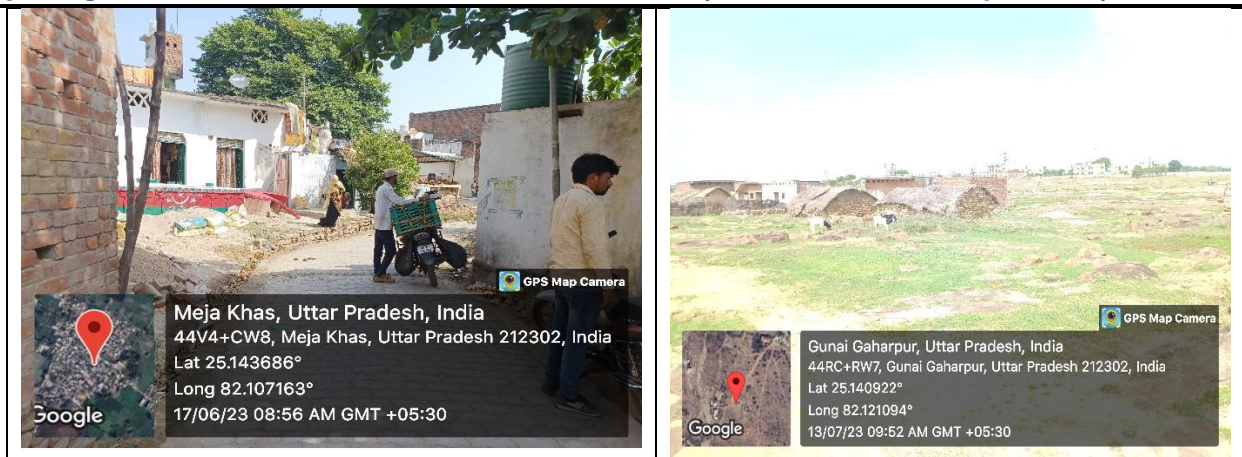 GPS Map Camera
Meja Khas, Uttar Pradesh, India
44V4+CW8, Meja Khas, Uttar Pradesh 212302, India
Lat 25.143686°
Long 82.107163°
17/06/23 08:56 AM GMT +05:30
Google
GPS Map Camera
Gunai Gaharpur, Uttar Pradesh, India
44RC+RW7, Gunai Gaharpur, Uttar Pradesh 212302, India
Lat 25.140922°
Long 82.121094°
13/07/23 09:52 AM GMT +05:30
Google